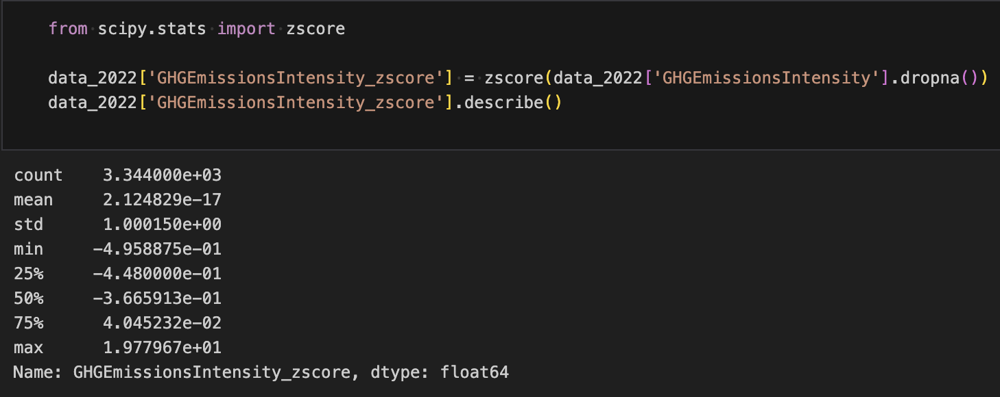 from scipy.stats import zscore
data_2022['GHGEmissionsIntensity_zscore'] = zscore(data_2022['GHGEmissionsIntensity'].dropna())
data_2022['GHGEmissionsIntensity_zscore'].describe()
count    3.344000e+03
mean     2.124829e-17
std      1.000150e+00
min     -4.958875e-01
25%     -4.480000e-01
50%     -3.665913e-01
75%      4.045232e-02
max      1.977967e+01
Name: GHGEmissionsIntensity_zscore, dtype: float64